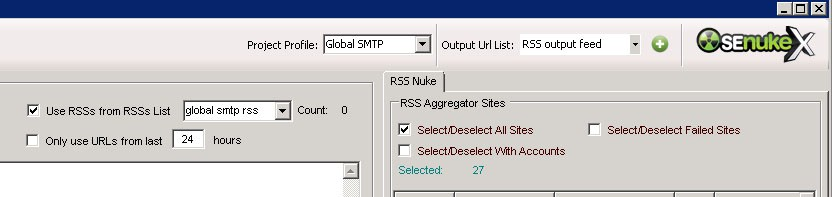 Project Profile: Global SMTP Output Url List: RSS output feed SEnukeX
RSS Nuke
RSS Aggregator Sites
Use RSSs from RSSs List global smtp rss Count: 0
Select/Deselect All Sites Select/Deselect Failed Sites
Only use URLs from last 24 hours
Select/Deselect With Accounts
Selected: 27